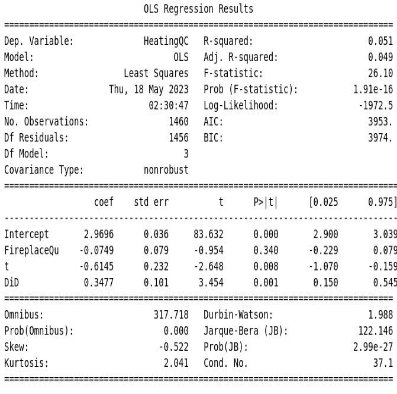 OLS Regression Results
==============================================================================
Dep. Variable: HeatingQC R-squared: 0.051
Model: OLS Adj. R-squared: 0.049
Method: Least Squares F-statistic: 26.10
Date: Thu, 18 May 2023 Prob (F-statistic): 1.91e-16
Time: 02:30:47 Log-Likelihood: -1972.5
No. Observations: 1460 AIC: 3953.
Df Residuals: 1456 BIC: 3974.
Df Model: 3
Covariance Type: nonrobust
==============================================================================
coef std err t P>|t| [0.025 0.975]
------------------------------------------------------------------------------
Intercept 2.9696 0.036 83.632 0.000 2.900 3.039
FireplaceQu -0.0749 0.079 -0.954 0.340 -0.229 0.079
t -0.6145 0.232 -2.648 0.008 -1.070 -0.159
DiD 0.3477 0.101 3.454 0.001 0.150 0.545
==============================================================================
Omnibus: 317.718 Durbin-Watson: 1.988
Prob(Omnibus): 0.000 Jarque-Bera (JB): 122.146
Skew: -0.522 Prob(JB): 2.99e-27
Kurtosis: 2.041 Cond. No. 37.1
==============================================================================